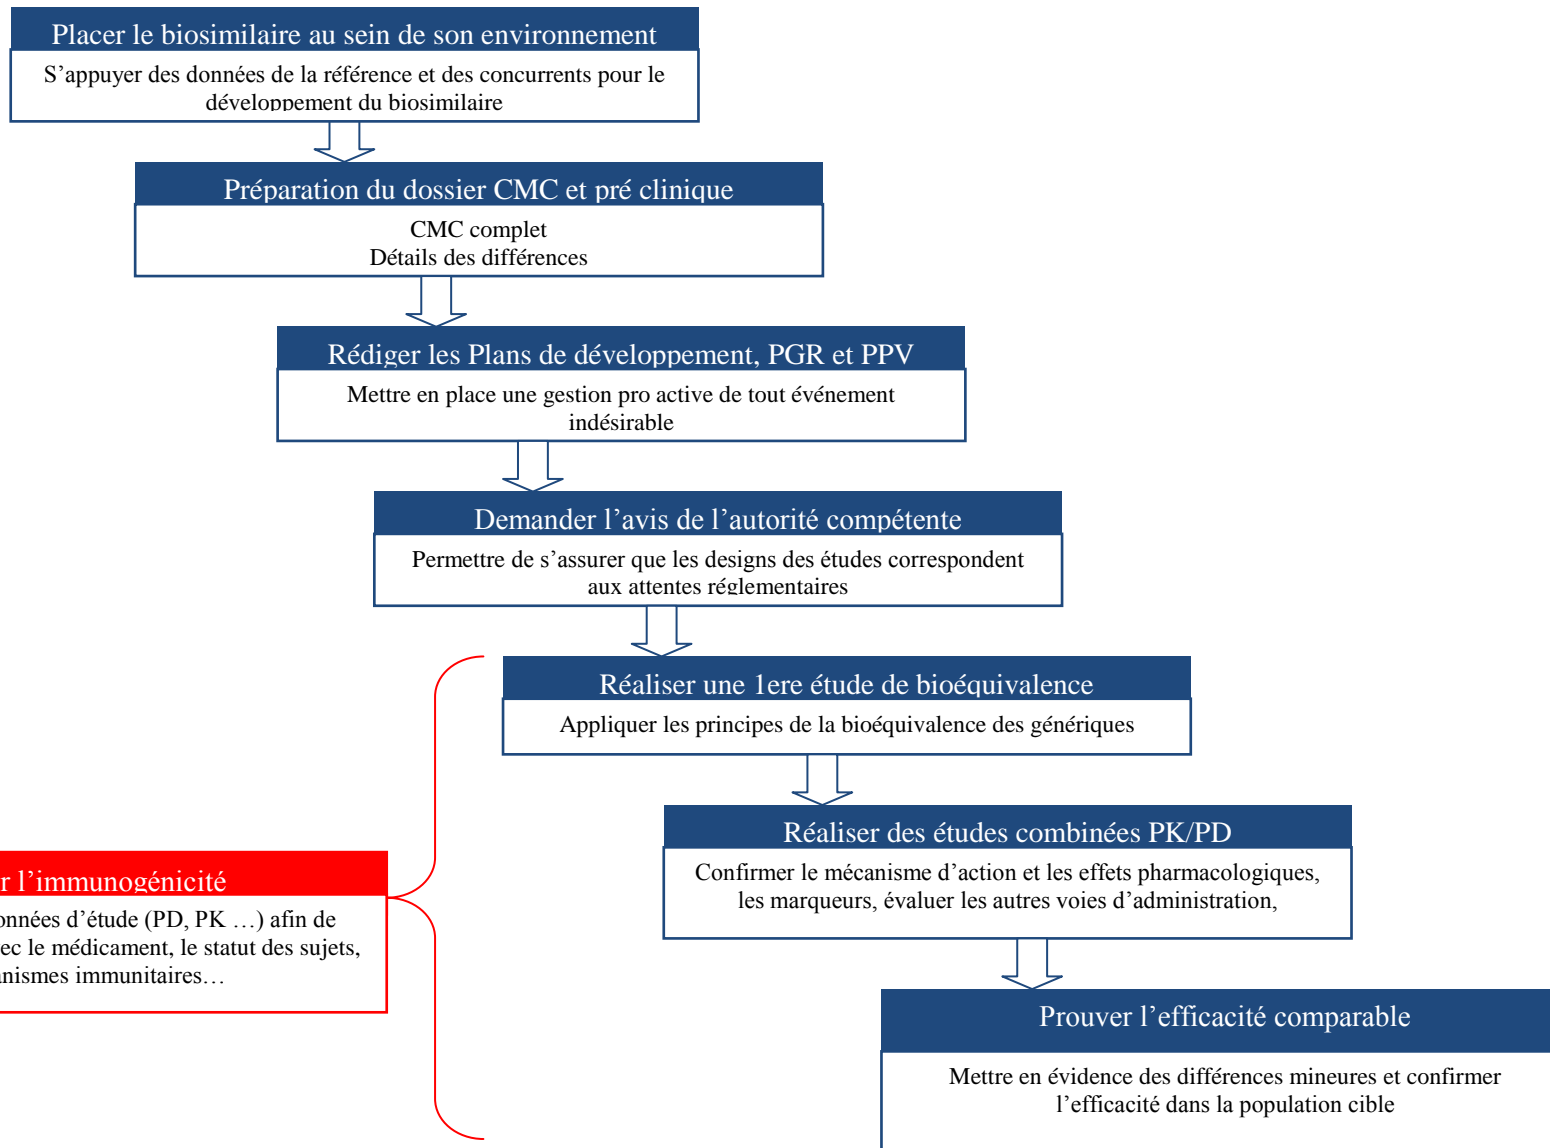 Placer le biosimilaire au sein de son environnement
S’appuyer des données de la référence et des concurrents pour le
développement du biosimilaire
Préparation du dossier CMC et pré clinique
CMC complet
Détails des différences
Rédiger les Plans de développement, PGR et PPV
Mettre en place une gestion pro active de tout événement
indésirable
Demander l’avis de l’autorité compétente
Permettre de s’assurer que les designs des études correspondent
aux attentes réglementaires
Réaliser une 1ere étude de bioéquivalence
Appliquer les principes de la bioéquivalence des génériques
Réaliser des études combinées PK/PD
Confirmer le mécanisme d’action et les effets pharmacologiques,
les marqueurs, évaluer les autres voies d’administration,
l’immunogénicité
d’étude (PD, PK …) afin de
le médicament, le statut des sujets,
immunitaires…
Prouver l’efficacité comparable
Mettre en évidence des différences mineures et confirmer
l’efficacité dans la population cible